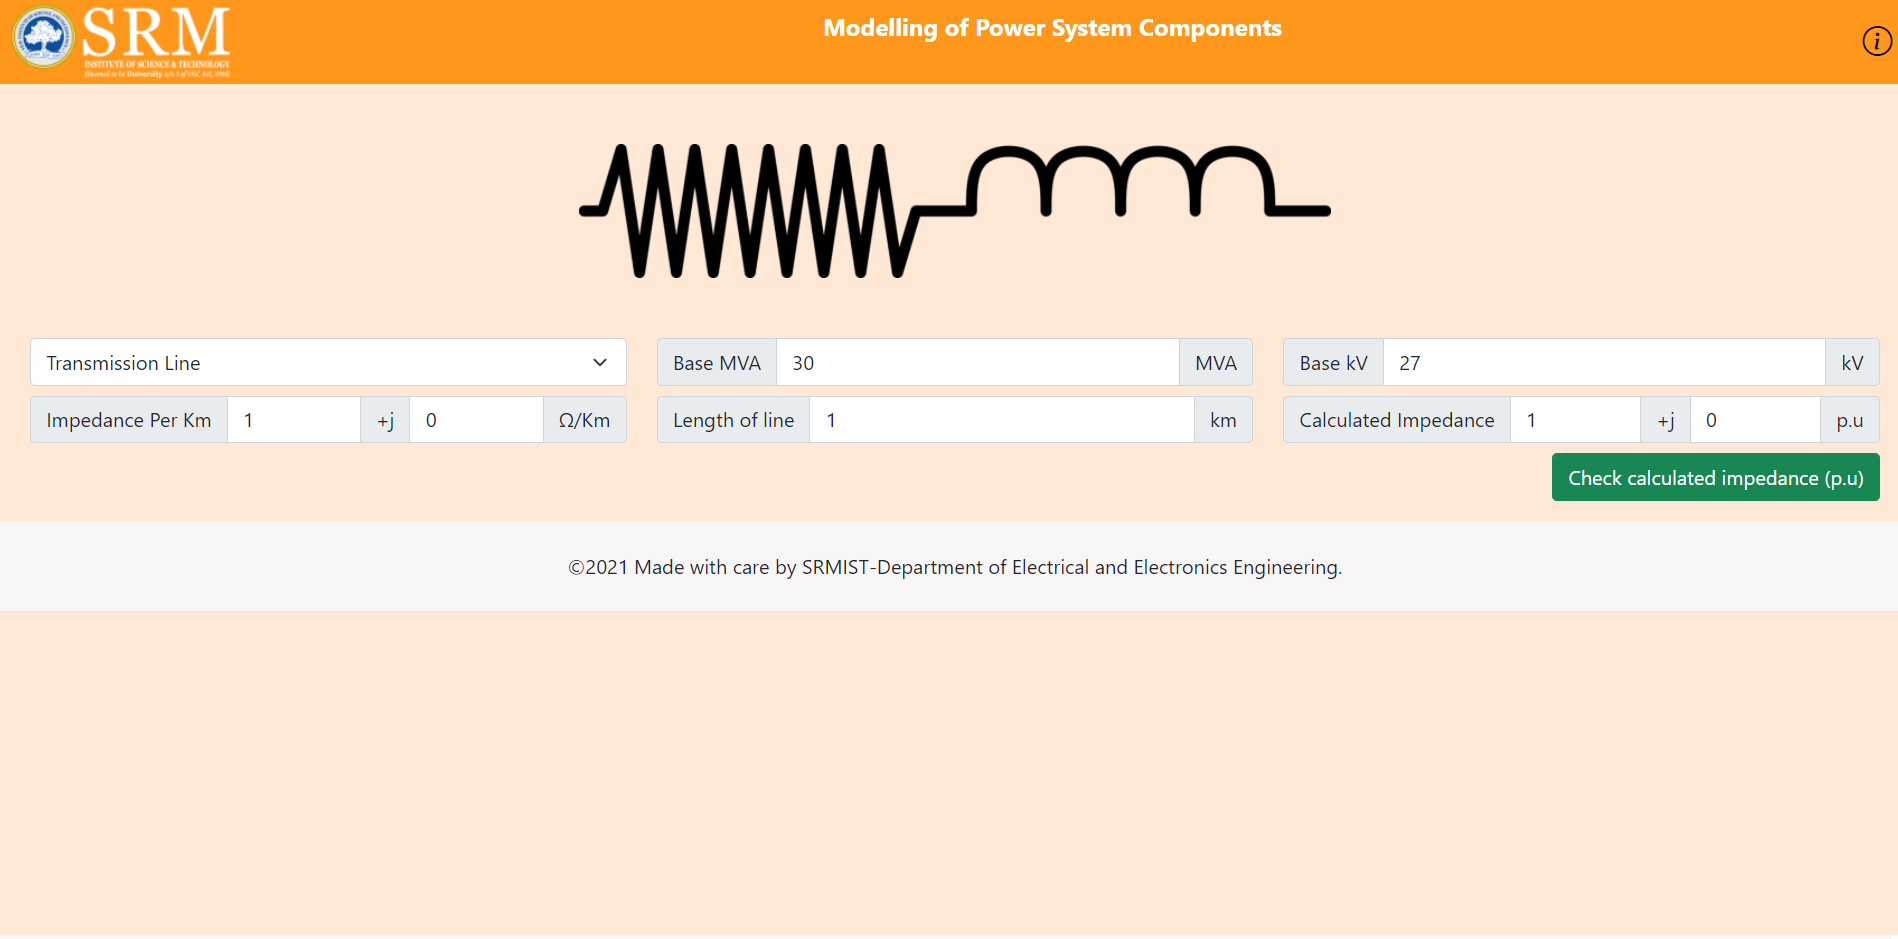 SRM
INSTITUTE OF SCIENCE & TECHNOLOGY
(Deemed to be University u/s 3 of UGC Act, 1956)
Modelling of Power System Components
i
Transmission Line
Base MVA 30 MVA
Base kV 27 kV
Impedance Per Km 1 +j 0 Ω/Km
Length of line 1 km
Calculated Impedance 1 +j 0 p.u
Check calculated impedance (p.u)
©2021 Made with care by SRMIST-Department of Electrical and Electronics Engineering.